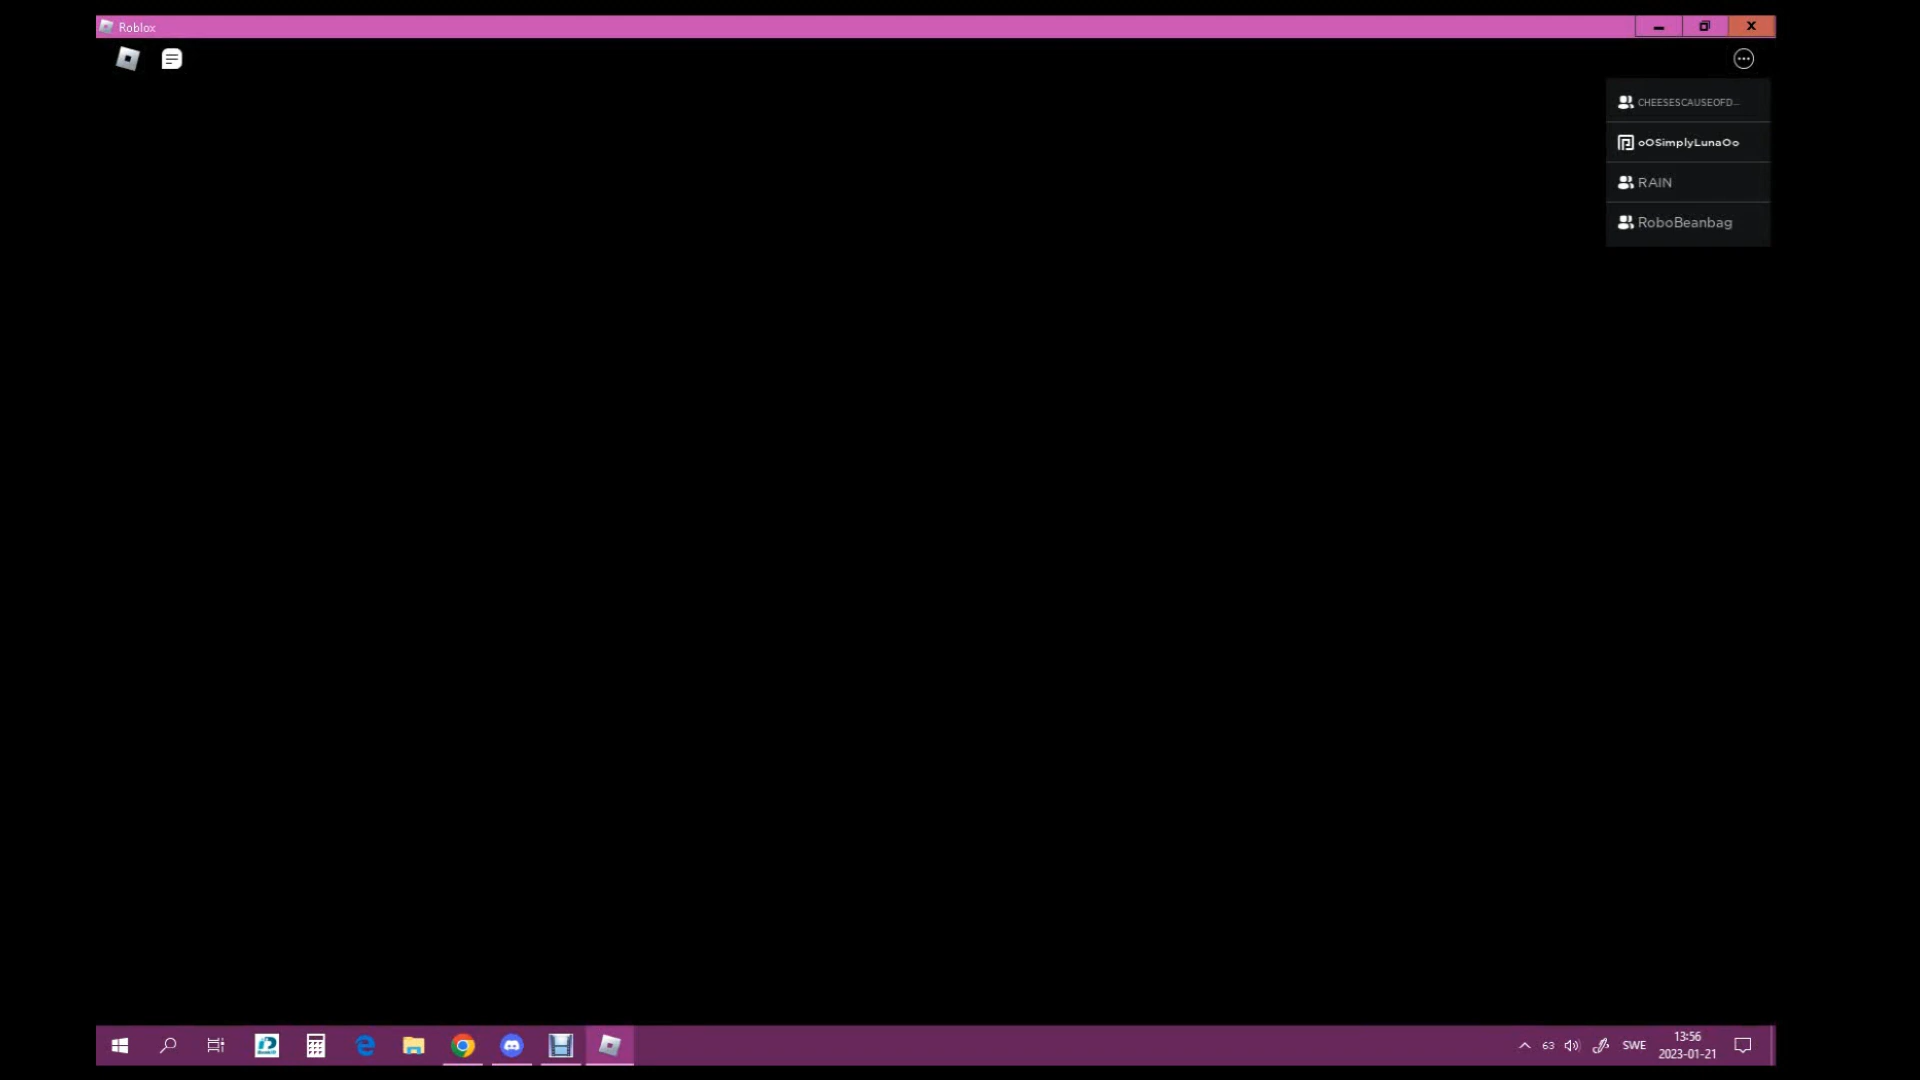 Roblox
CHEESESCAUSEOFD...
oOSimplyLunaOo
RAIN
RoboBeanbag
63 SWE
13:56
2023-01-21